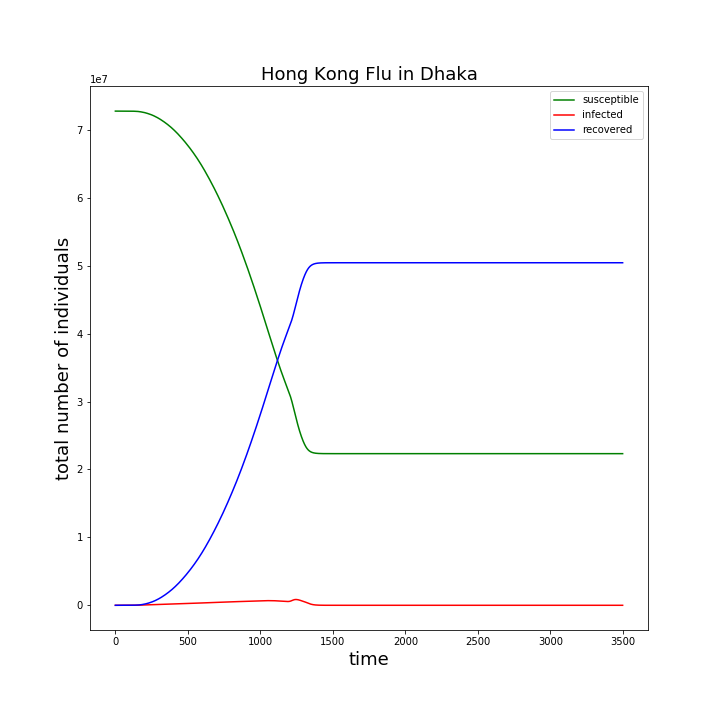 Hong Kong Flu in Dhaka
1e7
susceptible
infected
recovered
7
6
5
4
3
2
1
0
total number of individuals
0 500 1000 1500 2000 2500 3000 3500
time